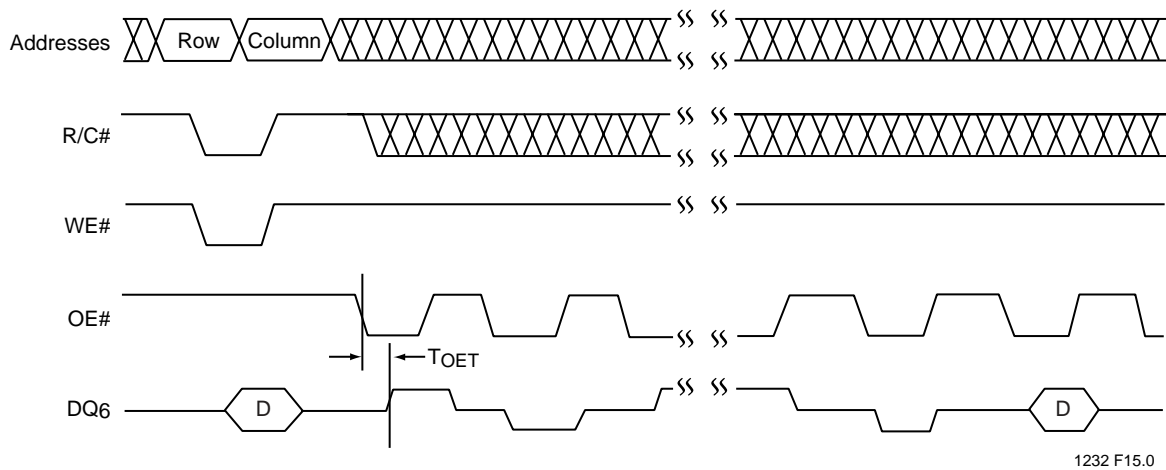 Addresses Row Column
R/C#
WE#
OE#
TOET
DQ6 D D
1232 F15.0